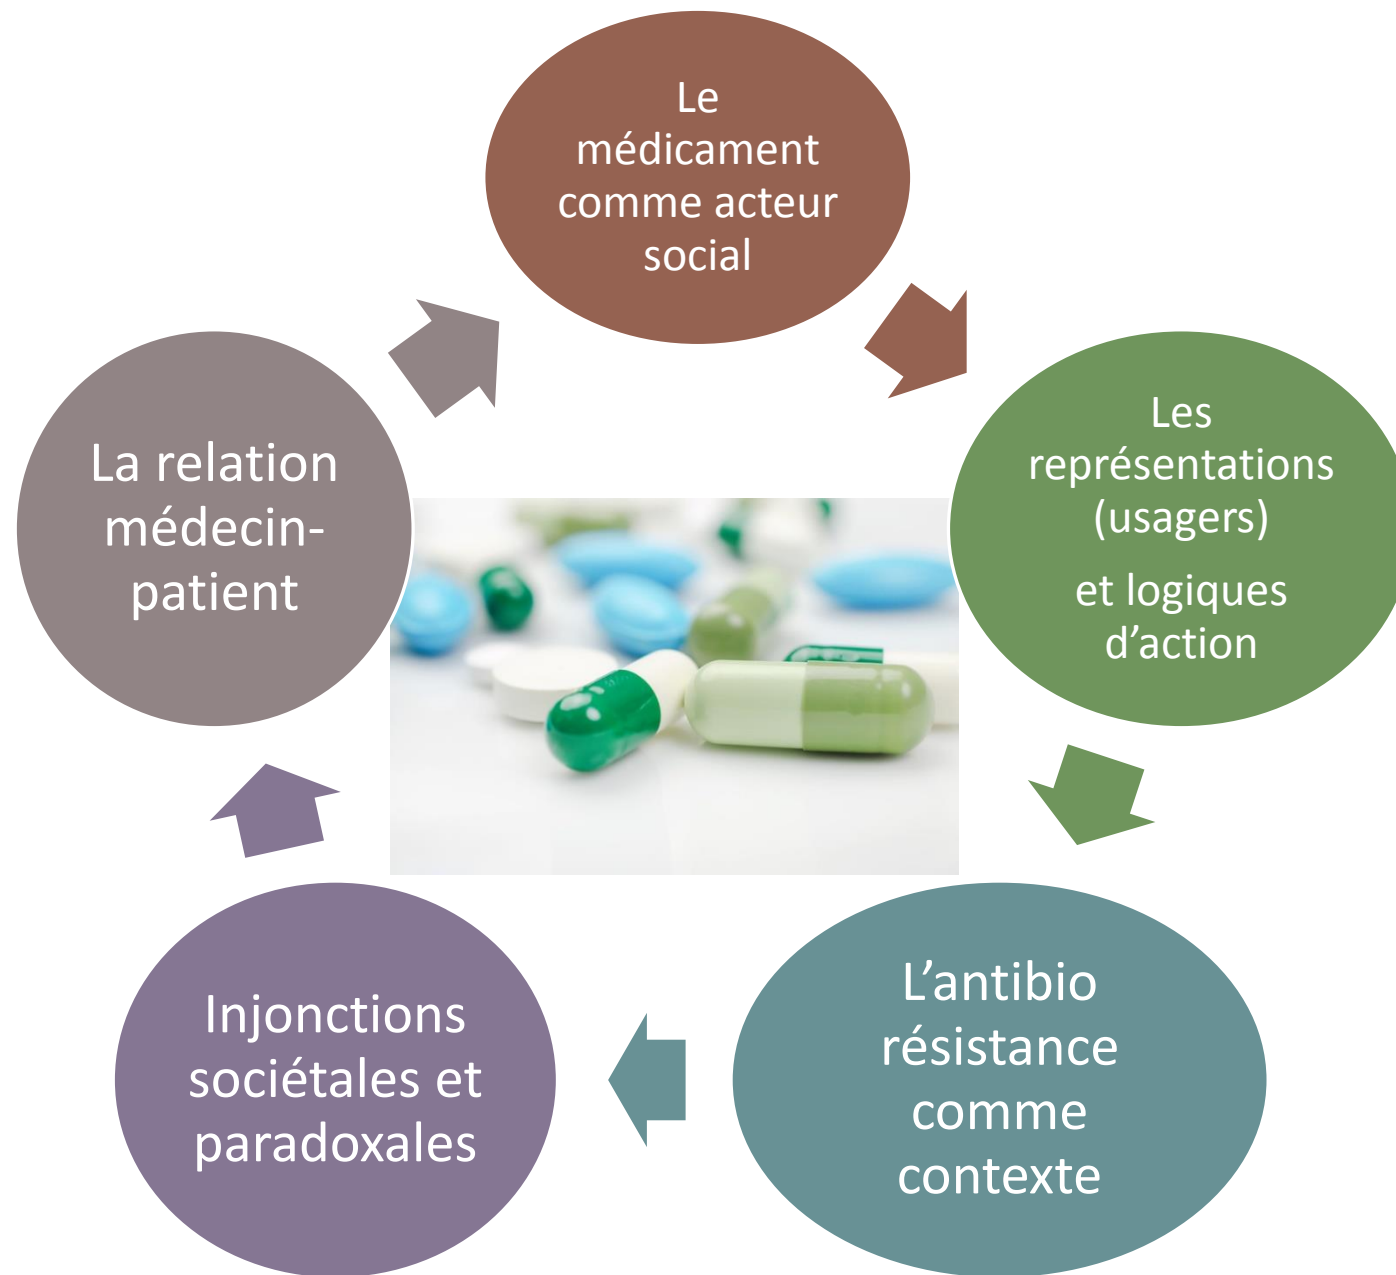 Le
médicament
comme acteur
social
Les
représentations
(usagers)
et logiques
d’action
L’antibio
résistance
comme
contexte
Injonctions
sociétales et
paradoxales
La relation
médecin-
patient